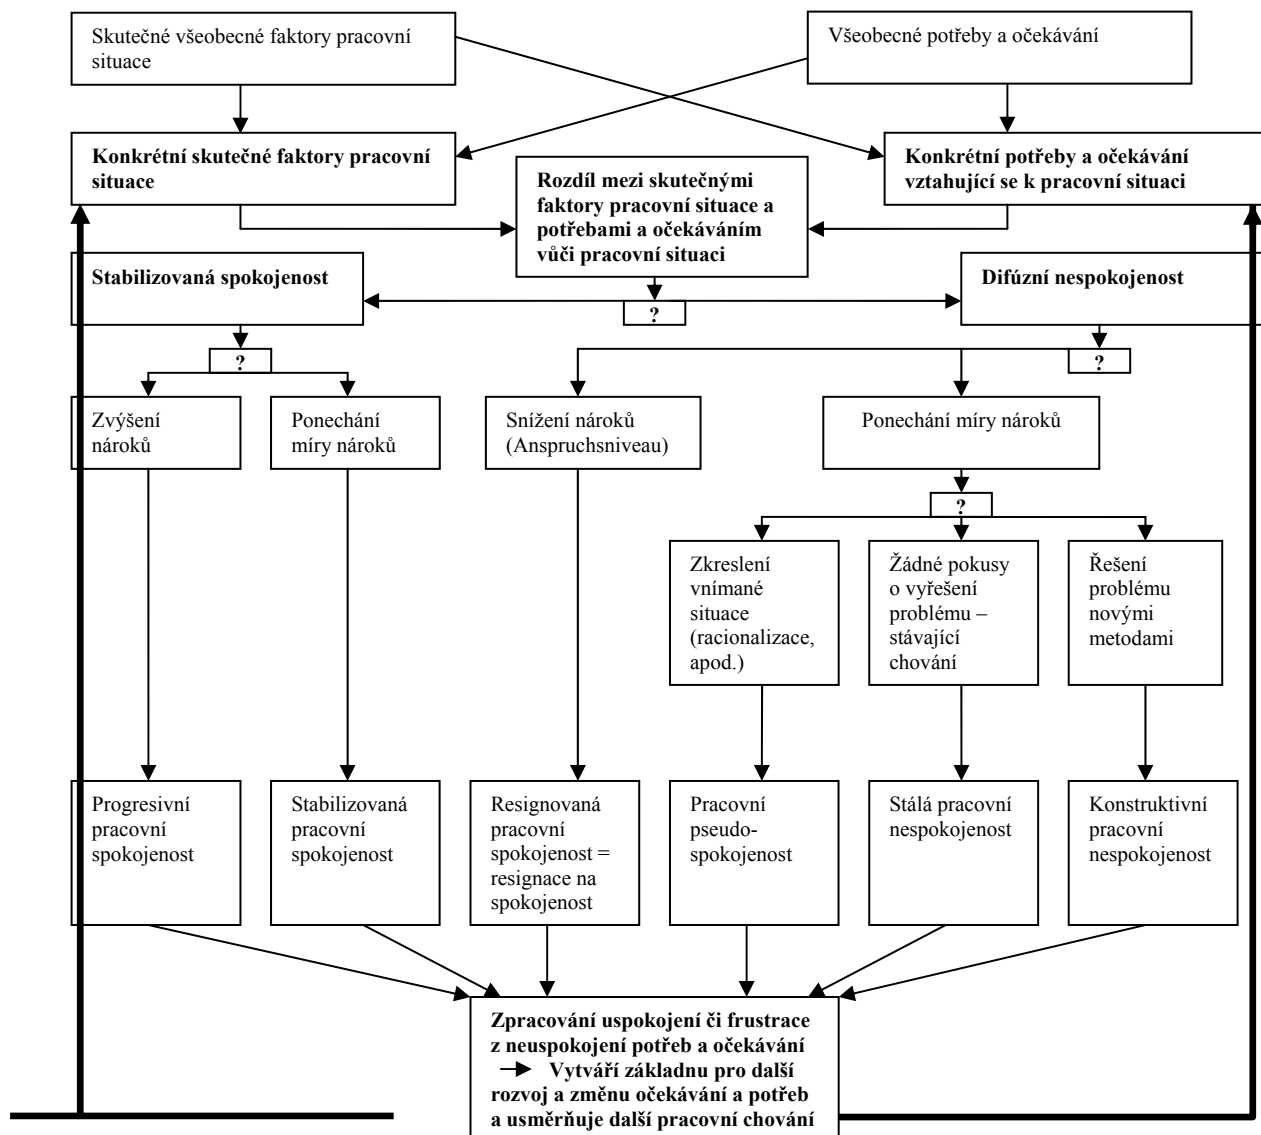 Skutečné všeobecné faktory pracovní
situace
Všeobecné potřeby a očekávání
Konkrétní skutečné faktory pracovní
situace
Rozdíl mezi skutečnými
faktory pracovní situace a
potřebami a očekáváním
vůči pracovní situaci
Konkrétní potřeby a očekávání
vztahující se k pracovní situaci
Stabilizovaná spokojenost
?
Difúzní nespokojenost
?
?
Zvýšení
nároků
Ponechání
míry nároků
Snížení nároků
(Anspruchsniveau)
Ponechání míry nároků
?
Zkreslení
vnímané
situace
(racionalizace,
apod.)
Žádné pokusy
o vyřešení
problému –
stávající
chování
Řešení
problému
novými
metodami
Progresivní
pracovní
spokojenost
Stabilizovaná
pracovní
spokojenost
Resignovaná
pracovní
spokojenost =
resignace na
spokojenost
Pracovní
pseudo-
spokojenost
Stálá pracovní
nespokojenost
Konstruktivní
pracovní
nespokojenost
Zpracování uspokojení či frustrace
z neuspokojení potřeb a očekávání
Vytváří základnu pro další
rozvoj a změnu očekávání a potřeb
a usměrňuje další pracovní chování